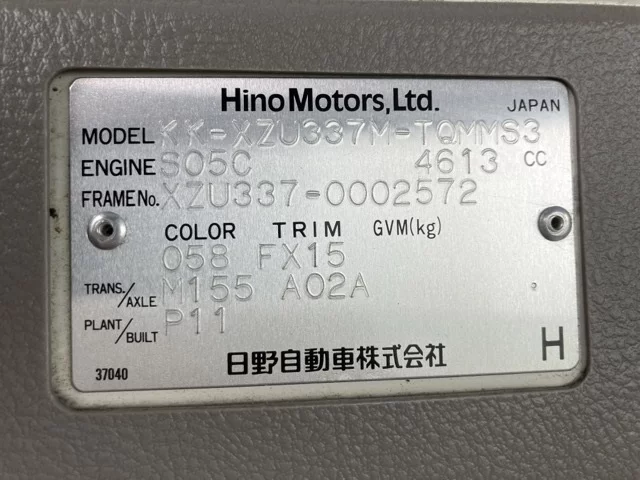 Hino Motors, Ltd. JAPAN
MODEL KK-XZU337M-TQMMS3
ENGINE S05C 4613 CC
FRAME No. XZU337-0002572
COLOR TRIM GVM(kg)
058 FX15
TRANS./AXLE M155 A02A
PLANT/BUILT P11
37040 日野自動車株式会社 H